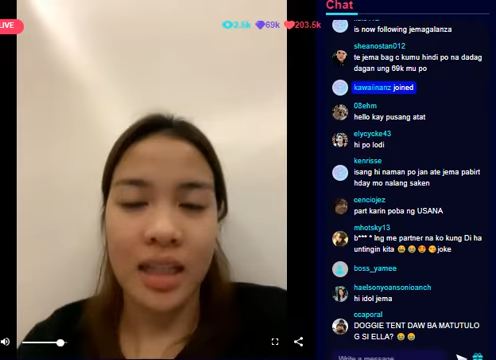 LIVE
2.5k 69k 203.5k
Chat
is now following jemagalanza
sheanostan012
te jema bag c kumu hindi po na dadag
dagan ung 69k mu po
kawaiinanz joined
08ehm
hello kay pusang atat
elycycke43
hi po lodi
kenrisse
isang hi naman po jan ate jema pabirt
hday mo nalang saken
cenciojez
part karin poba ng USANA
mhotsky13
b*** * Ing me partner na ko kung Di ha
untingin kita joke
boss_yamee
haelsonyoansonioanch
hi idol jema
ccaporal
DOGGIE TENT DAW BA MATUTULO
G SI ELLA?
Write a message